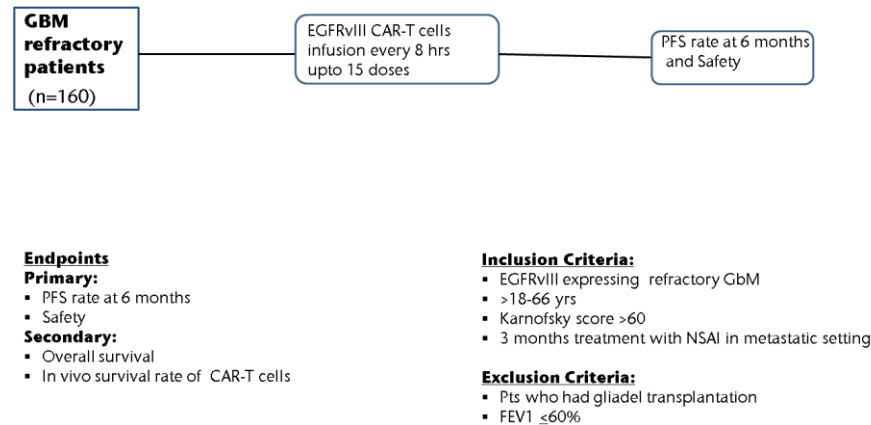 GBM
refractory
patients
(n=160)
EGFRvIII CAR-T cells
infusion every 8 hrs
upto 15 doses
PFS rate at 6 months
and Safety
Endpoints
Primary:
▪ PFS rate at 6 months
▪ Safety
Secondary:
▪ Overall survival
▪ In vivo survival rate of CAR-T cells
Inclusion Criteria:
▪ EGFRvIII expressing refractory GbM
▪ >18-66 yrs
▪ Karnofsky score >60
▪ 3 months treatment with NSAI in metastatic setting
Exclusion Criteria:
▪ Pts who had gliadel transplantation
▪ FEV1 ≤60%